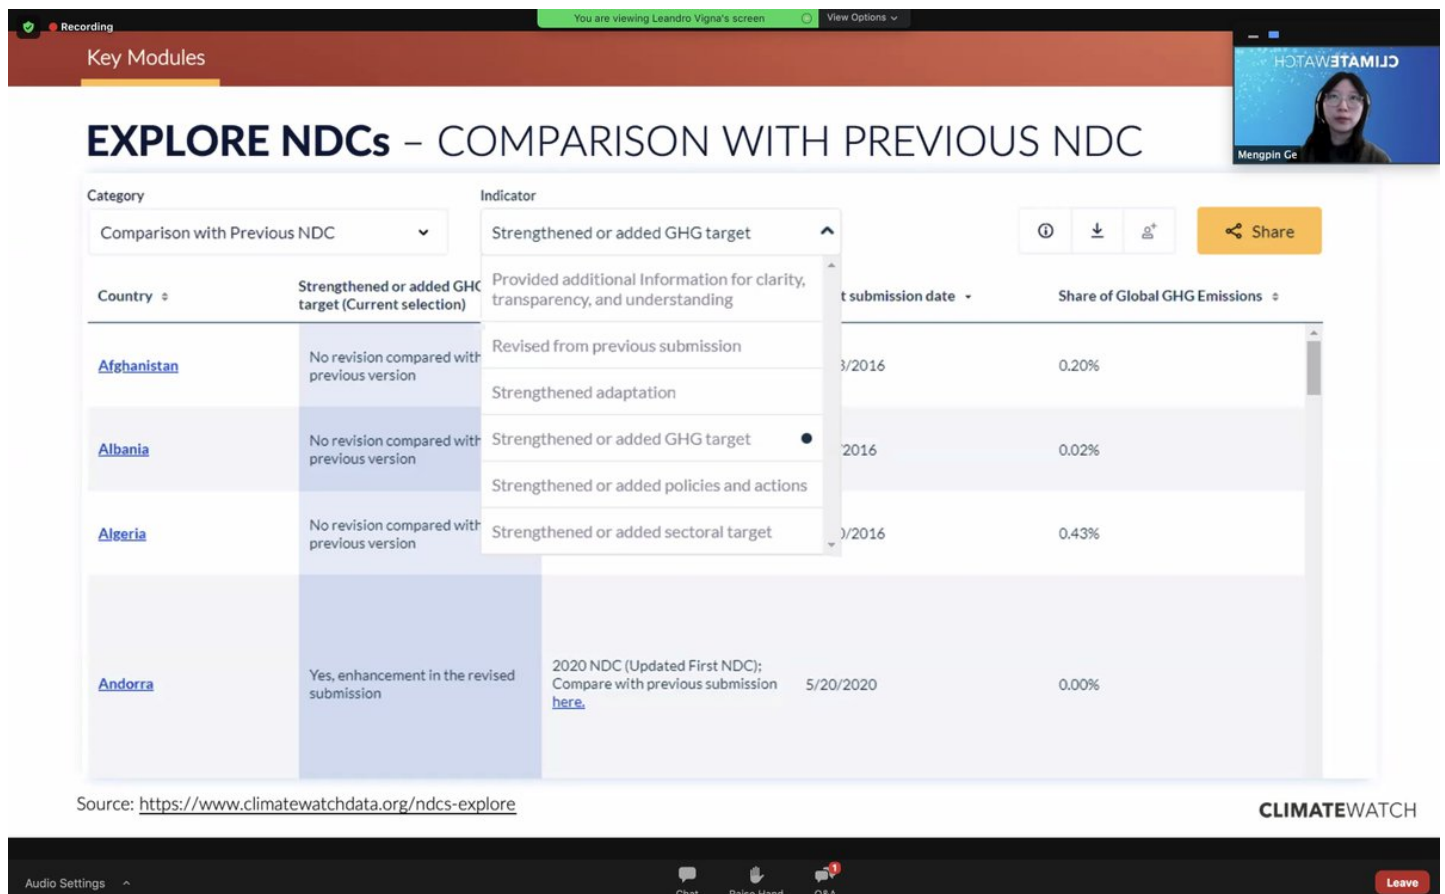 Recording
You are viewing Leandro Vigna's screen
View Options
Key Modules
CLIMATEWATCH
Mengpin Ge
EXPLORE NDCs – COMPARISON WITH PREVIOUS NDC
Category
Indicator
Comparison with Previous NDC
Strengthened or added GHG target
Share
Provided additional Information for clarity,
transparency, and understanding
Revised from previous submission
Strengthened adaptation
Strengthened or added GHG target
Strengthened or added policies and actions
Strengthened or added sectoral target
Country
Strengthened or added GHG
target (Current selection)
t submission date
Share of Global GHG Emissions
Afghanistan
No revision compared with
previous version
3/2016
0.20%
Albania
No revision compared with
previous version
/2016
0.02%
Algeria
No revision compared with
previous version
0/2016
0.43%
Andorra
Yes, enhancement in the revised
submission
2020 NDC (Updated First NDC);
Compare with previous submission
here.
5/20/2020
0.00%
Source: https://www.climatewatchdata.org/ndcs-explore
CLIMATEWATCH
Audio Settings
Chat
Raise Hand
1
Q&A
Leave